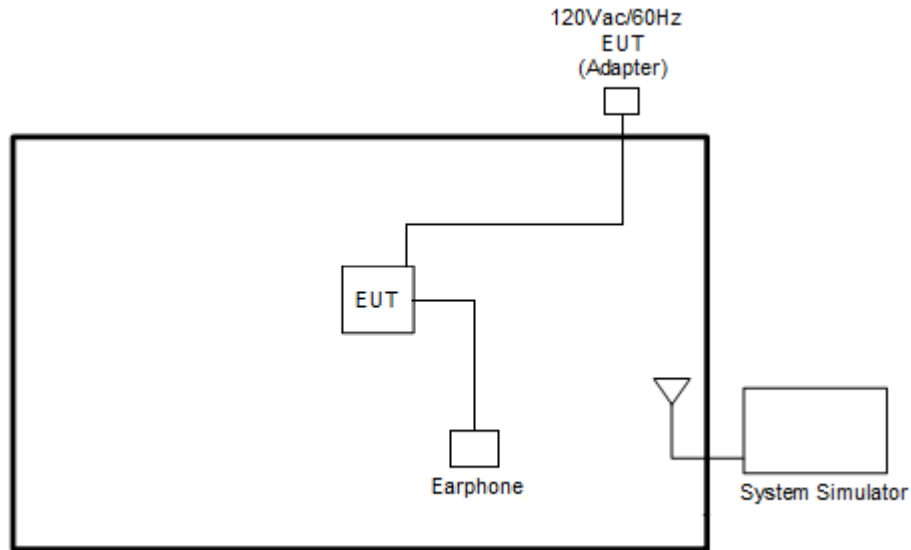 120Vac/60Hz
EUT
(Adapter)
EUT
Earphone
System Simulator